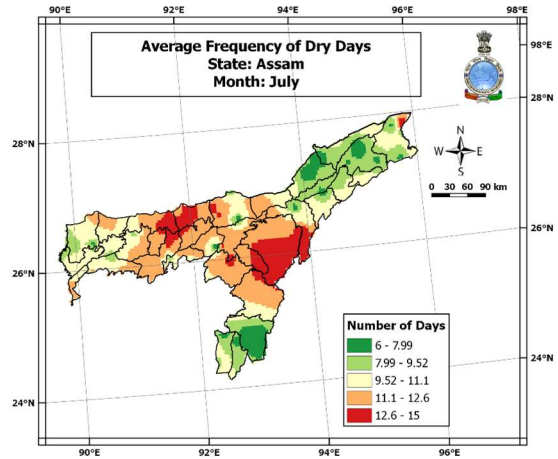 90°E
92°E
94°E
96°E
98°E
Average Frequency of Dry Days
State: Assam
Month: July
98°E
28°N
28°N
N
W E
S
0 30 60 90 km
26°N
26°N
Number of Days
6 - 7.99
7.99 - 9.52
9.52 - 11.1
11.1 - 12.6
12.6 - 15
24°N
24°N
90°E
92°E
94°E
96°E